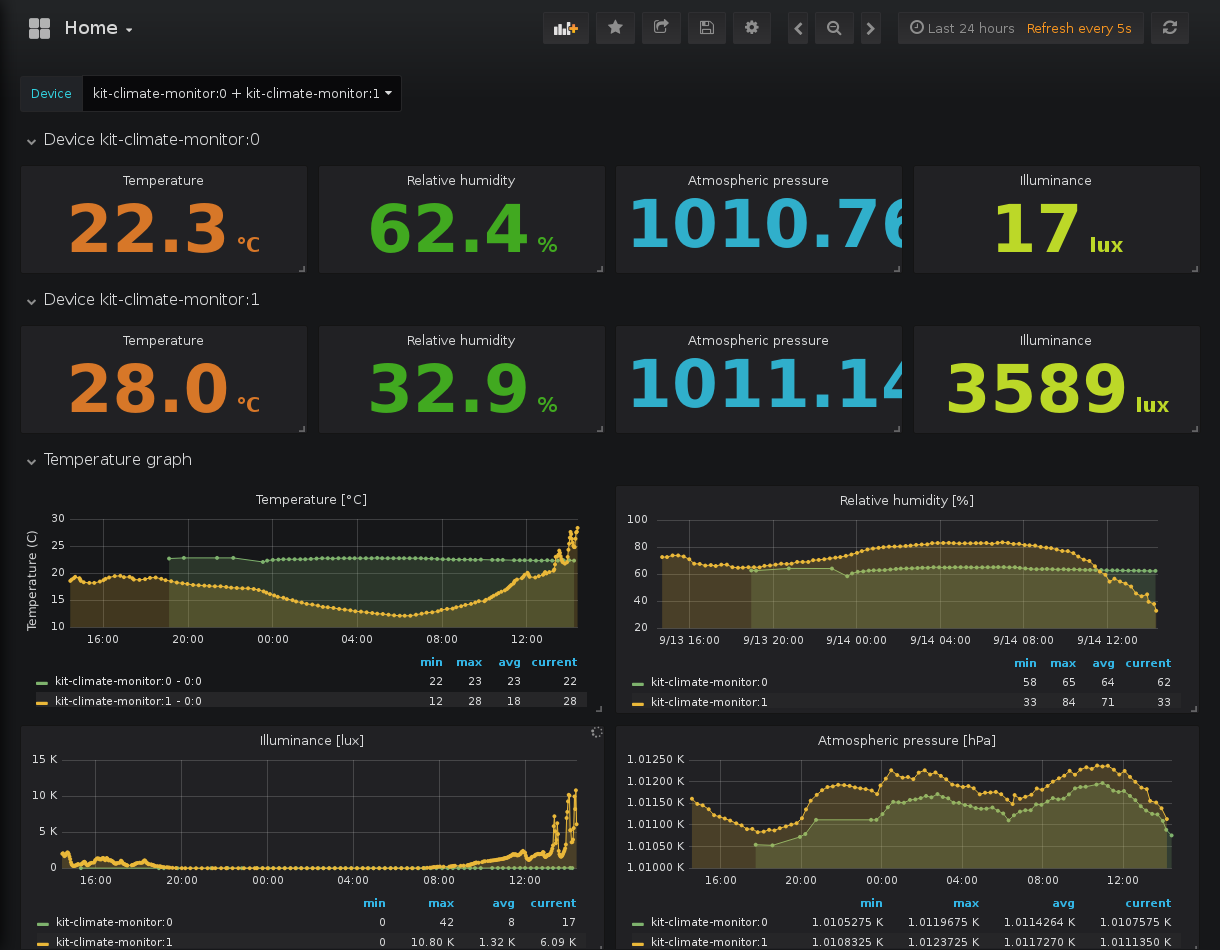 Home
Last 24 hours Refresh every 5s
Device kit-climate-monitor:0 + kit-climate-monitor:1
Device kit-climate-monitor:0
Temperature Relative humidity Atmospheric pressure Illuminance
22.3 °C 62.4 % 1010.76 17 lux
Device kit-climate-monitor:1
Temperature Relative humidity Atmospheric pressure Illuminance
28.0 °C 32.9 % 1011.14 3589 lux
Temperature graph
Temperature [°C]
Temperature (C)
30
25
20
15
10
16:00 20:00 00:00 04:00 08:00 12:00
min max avg current
kit-climate-monitor:0 - 0:0 22 23 23 22
kit-climate-monitor:1 - 0:0 12 28 18 28
Relative humidity [%]
100
80
60
40
20
9/13 16:00 9/13 20:00 9/14 00:00 9/14 04:00 9/14 08:00 9/14 12:00
min max avg current
kit-climate-monitor:0 58 65 64 62
kit-climate-monitor:1 33 84 71 33
Illuminance [lux]
15 K
10 K
5 K
0
16:00 20:00 00:00 04:00 08:00 12:00
min max avg current
kit-climate-monitor:0 0 42 8 17
kit-climate-monitor:1 0 10.80 K 1.32 K 6.09 K
Atmospheric pressure [hPa]
1.01250 K
1.01200 K
1.01150 K
1.01100 K
1.01050 K
1.01000 K
16:00 20:00 00:00 04:00 08:00 12:00
min max avg current
kit-climate-monitor:0 1.0105275 K 1.0119675 K 1.0114264 K 1.0107575 K
kit-climate-monitor:1 1.0108325 K 1.0123725 K 1.0117270 K 1.0111350 K